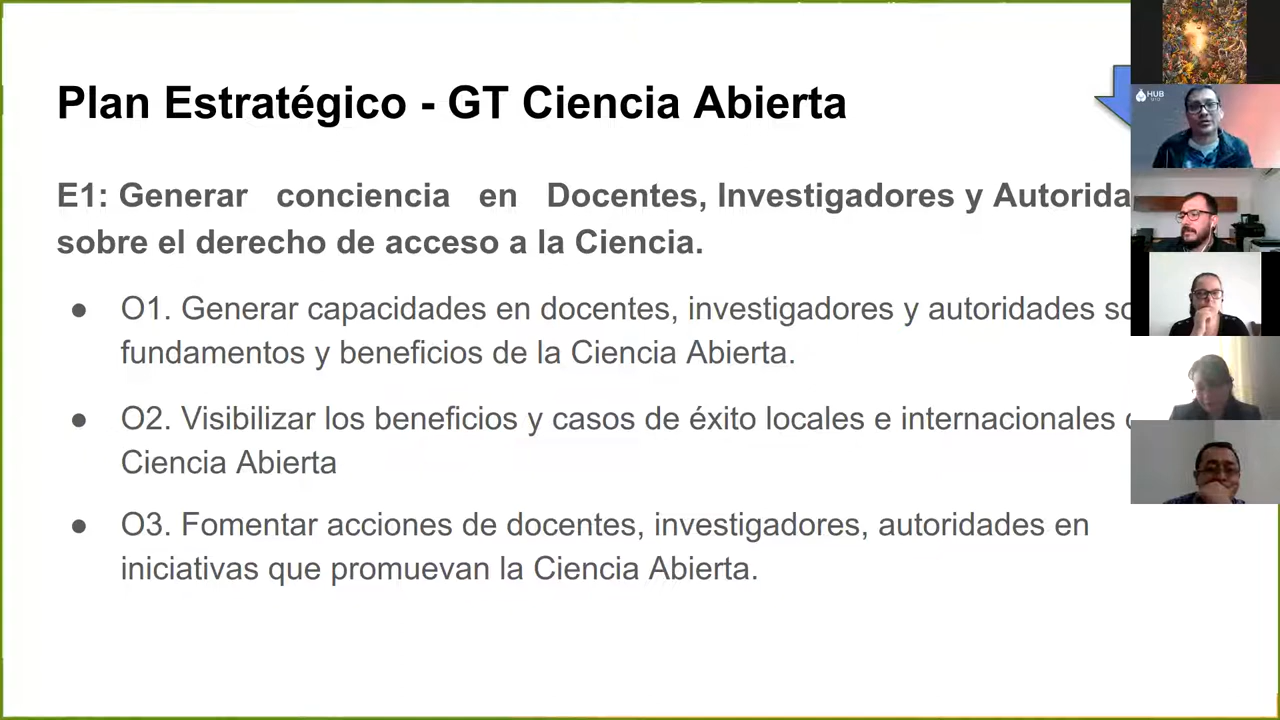 Plan Estratégico - GT Ciencia Abierta
E1: Generar conciencia en Docentes, Investigadores y
sobre el derecho de acceso a la Ciencia.
● O1. Generar capacidades en docentes, investigadores y autoridades
fundamentos y beneficios de la Ciencia Abierta.
● O2. Visibilizar los beneficios y casos de éxito locales e internacionales
Ciencia Abierta
● O3. Fomentar acciones de docentes, investigadores, autoridades en
iniciativas que promuevan la Ciencia Abierta.
HUB